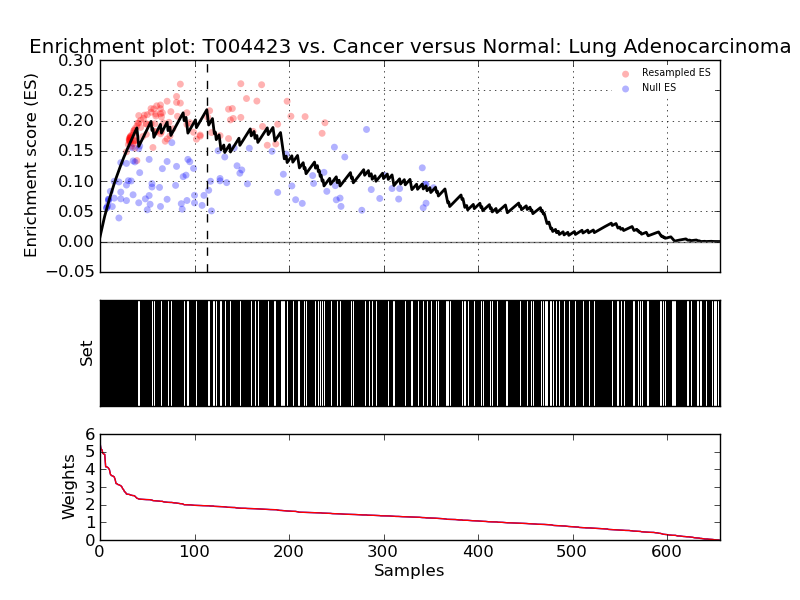 Enrichment plot: T004423 vs. Cancer versus Normal: Lung Adenocarcinoma
Enrichment score (ES)
0.30
0.25
0.20
0.15
0.10
0.05
0.00
−0.05
Resampled ES
Null ES
Set
Weights
6
5
4
3
2
1
0
0 100 200 300 400 500 600
Samples